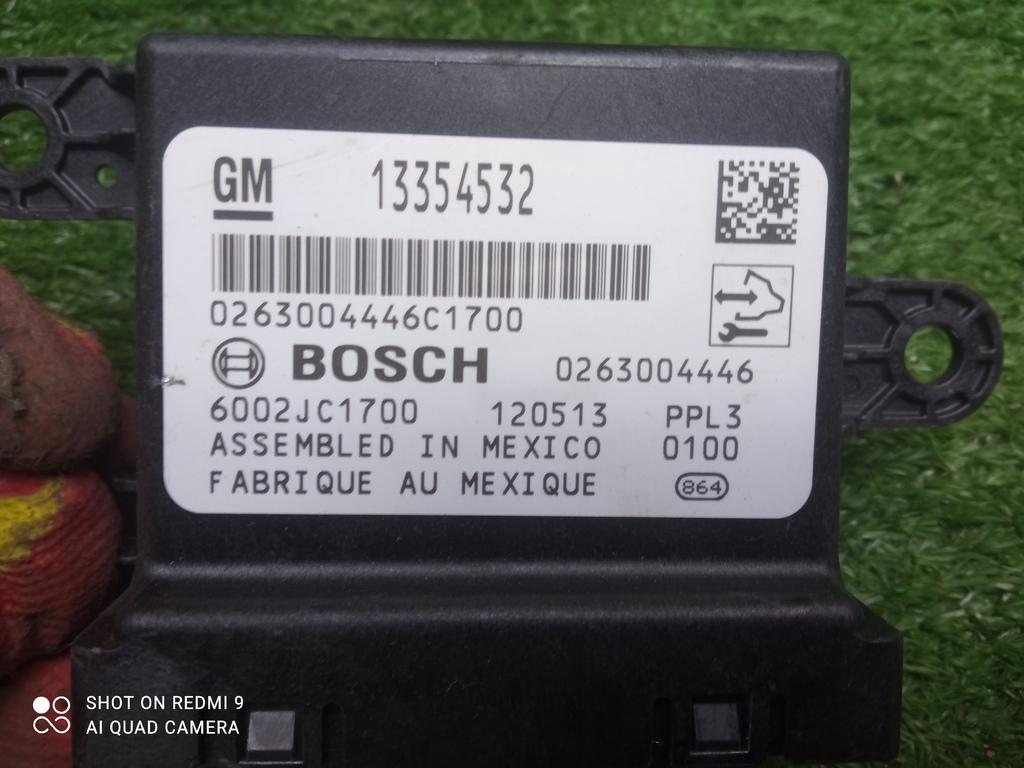 GM 13354532
0263004446C1700
BOSCH 0263004446
6002JC1700 120513 PPL3
ASSEMBLED IN MEXICO 0100
FABRIQUE AU MEXIQUE 864
SHOT ON REDMI 9
AI QUAD CAMERA